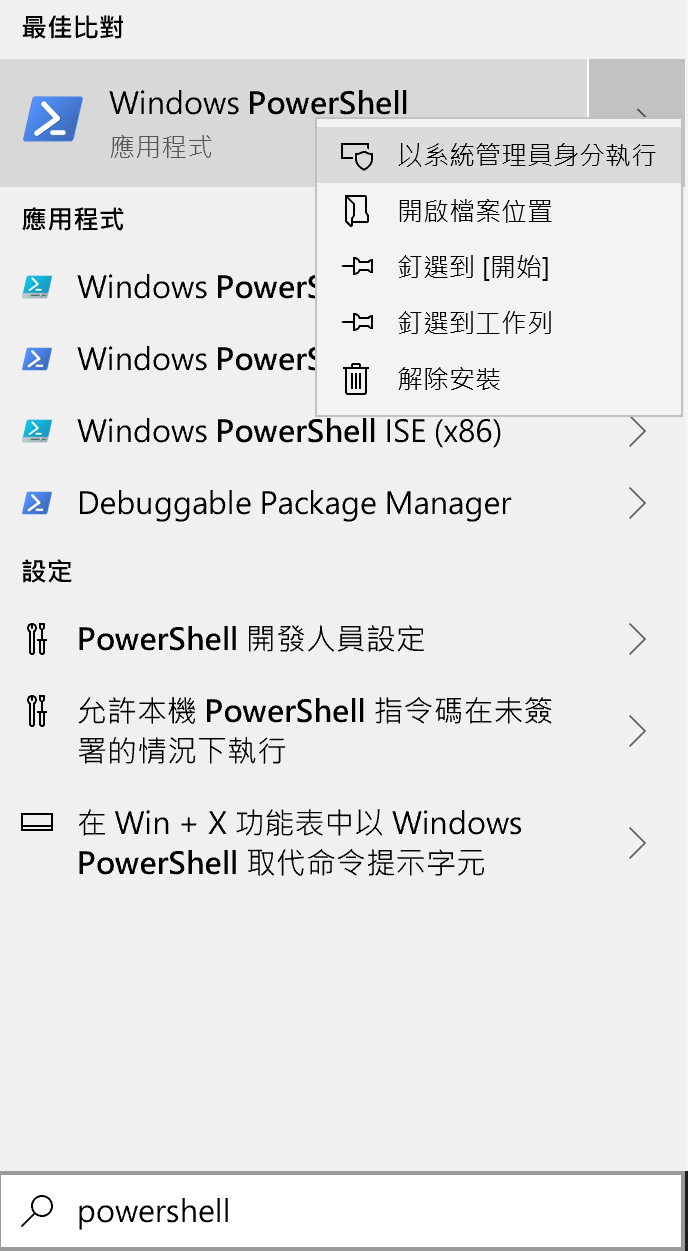 最佳比對
Windows PowerShell
應用程式
以系統管理員身分執行
開啟檔案位置
釘選到 [開始]
釘選到工作列
解除安裝
應用程式
Windows PowerS
Windows PowerS
Windows PowerShell ISE (x86)
Debuggable Package Manager
設定
PowerShell 開發人員設定
允許本機 PowerShell 指令碼在未簽
署的情況下執行
在 Win + X 功能表中以 Windows
PowerShell 取代命令提示字元
powershell